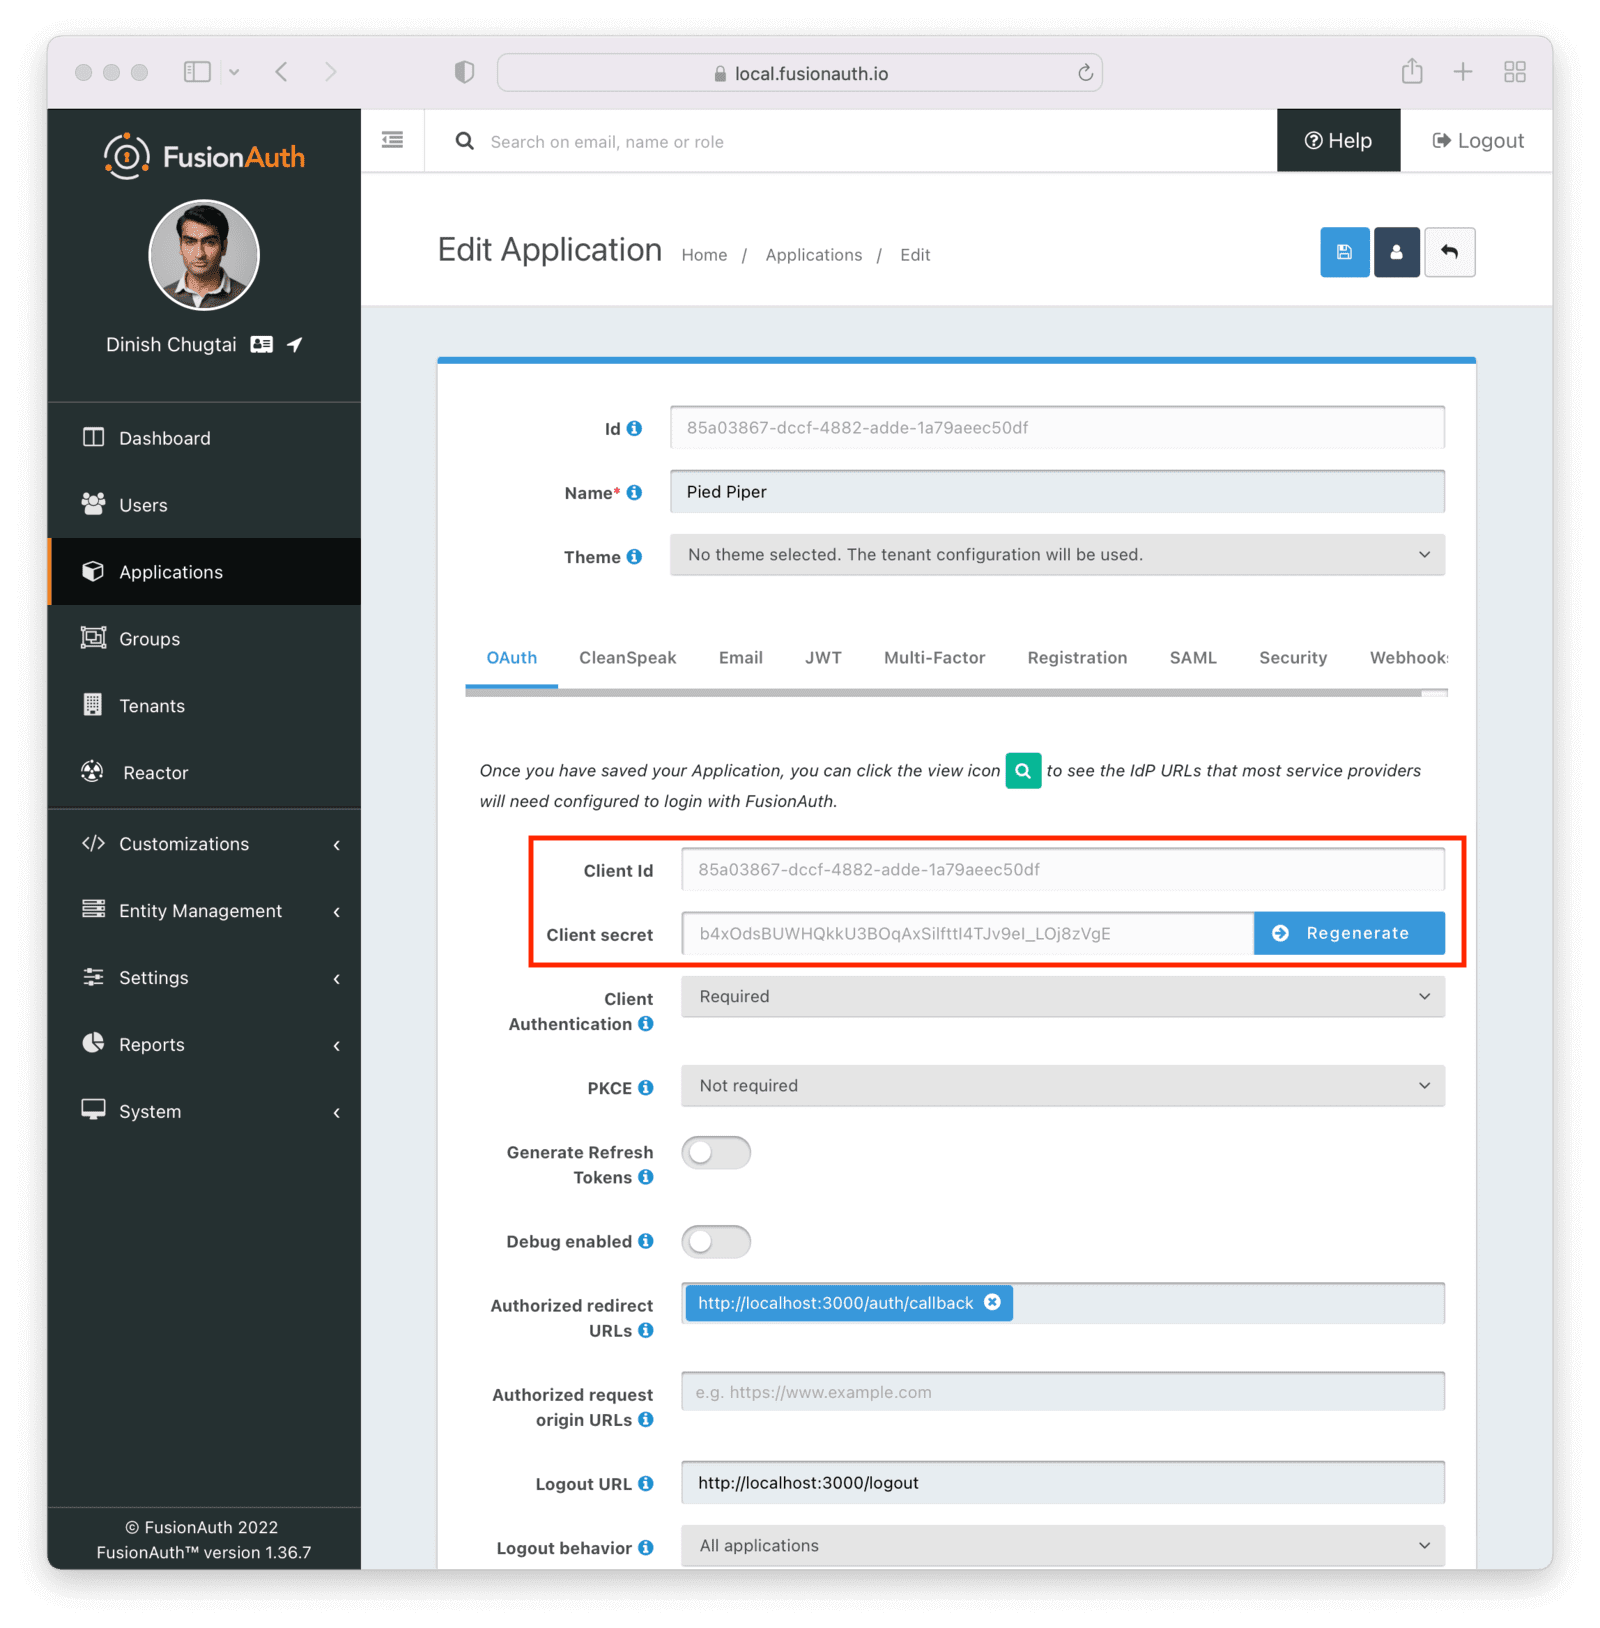 local.fusionauth.io
FusionAuth
Search on email, name or role
Help
Logout
Dinish Chugtai
Edit Application
Home / Applications / Edit
Dashboard
Users
Applications
Groups
Tenants
Reactor
Customizations
Entity Management
Settings
Reports
System
© FusionAuth 2022
FusionAuth™ version 1.36.7
Id
85a03867-dccf-4882-adde-1a79aeec50df
Name*
Pied Piper
Theme
No theme selected. The tenant configuration will be used.
OAuth CleanSpeak Email JWT Multi-Factor Registration SAML Security Webhooks
Once you have saved your Application, you can click the view icon to see the IdP URLs that most service providers
will need configured to login with FusionAuth.
Client Id
85a03867-dccf-4882-adde-1a79aeec50df
Client secret
b4xOdsBUWHQkkU3BOqAxSilfttI4TJv9eI_LOj8zVgE
Regenerate
Client
Authentication
Required
PKCE
Not required
Generate Refresh
Tokens
Debug enabled
Authorized redirect
URLs
http://localhost:3000/auth/callback
Authorized request
origin URLs
e.g. https://www.example.com
Logout URL
http://localhost:3000/logout
Logout behavior
All applications